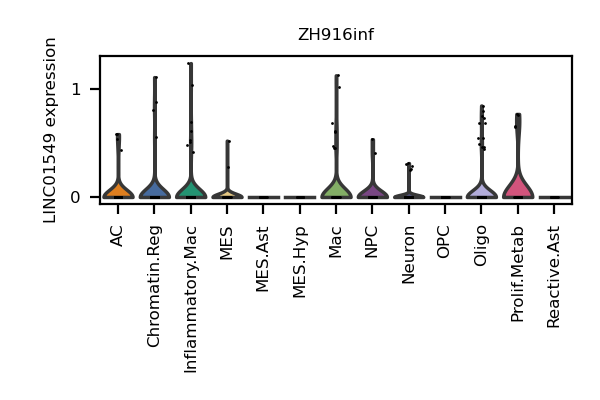 ZH916inf
LINC01549 expression
1
0
AC
Chromatin.Reg
Inflammatory.Mac
MES
MES.Ast
MES.Hyp
Mac
NPC
Neuron
OPC
Oligo
Prolif.Metab
Reactive.Ast